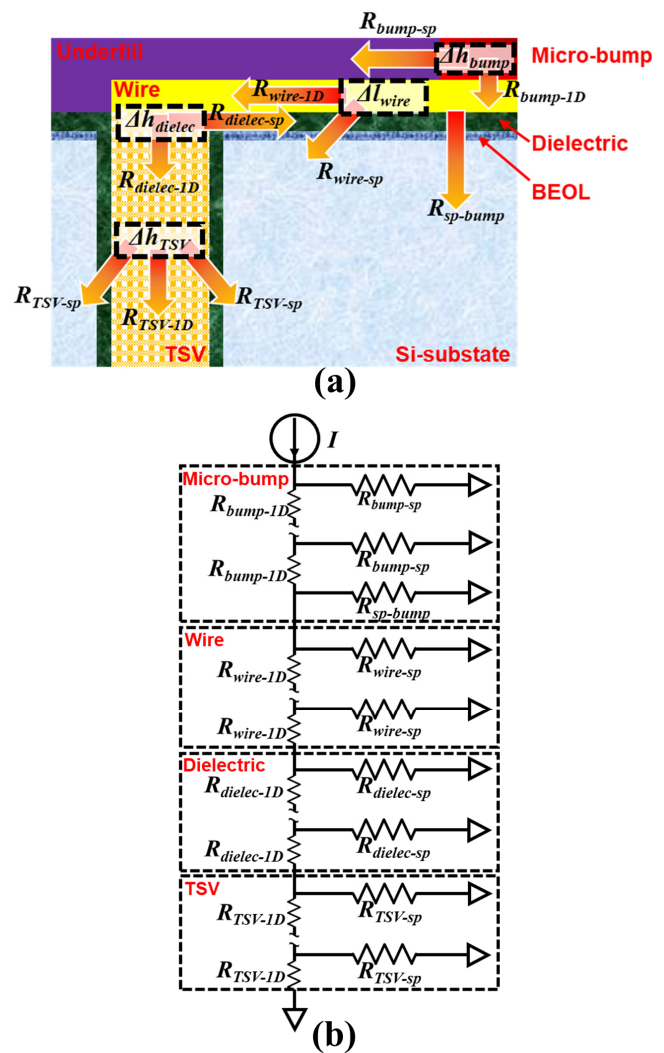 R_bump-sp
Underfill
Δh_bump
Micro-bump
Wire
R_wire-1D
Δl_wire
R_bump-1D
Δh_dielec
R_dielec-sp
Dielectric
R_dielec-1D
R_wire-sp
BEOL
R_sp-bump
Δh_TSV
R_TSV-sp
R_TSV-1D
R_TSV-sp
TSV
Si-substate
(a)
I
Micro-bump
R_bump-1D
R_bump-sp
R_bump-1D
R_bump-sp
R_sp-bump
Wire
R_wire-1D
R_wire-sp
R_wire-1D
R_wire-sp
Dielectric
R_dielec-1D
R_dielec-sp
R_dielec-1D
R_dielec-sp
TSV
R_TSV-1D
R_TSV-sp
R_TSV-1D
R_TSV-sp
(b)